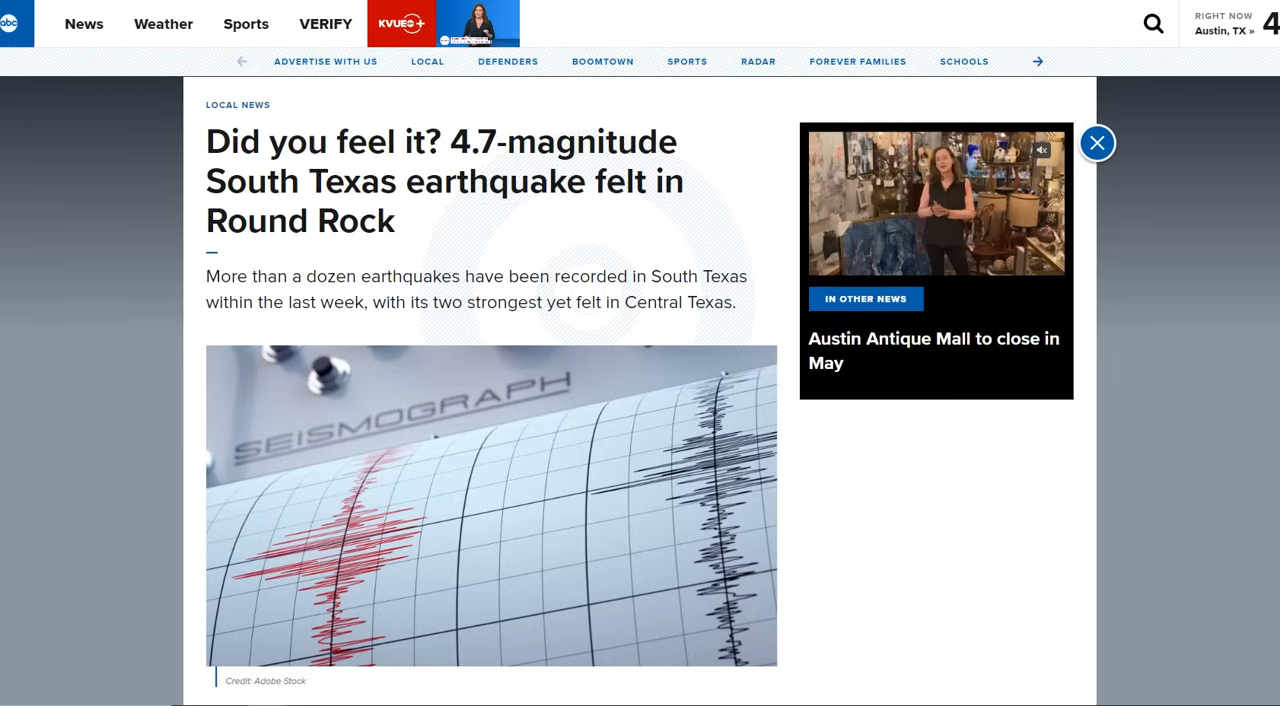 abc
News
Weather
Sports
VERIFY
KVUE+
RIGHT NOW
Austin, TX »
4
ADVERTISE WITH US
LOCAL
DEFENDERS
BOOMTOWN
SPORTS
RADAR
FOREVER FAMILIES
SCHOOLS
LOCAL NEWS
Did you feel it? 4.7-magnitude
South Texas earthquake felt in
Round Rock
More than a dozen earthquakes have been recorded in South Texas
within the last week, with its two strongest yet felt in Central Texas.
SEISMOGRAPH
Credit: Adobe Stock
IN OTHER NEWS
Austin Antique Mall to close in
May